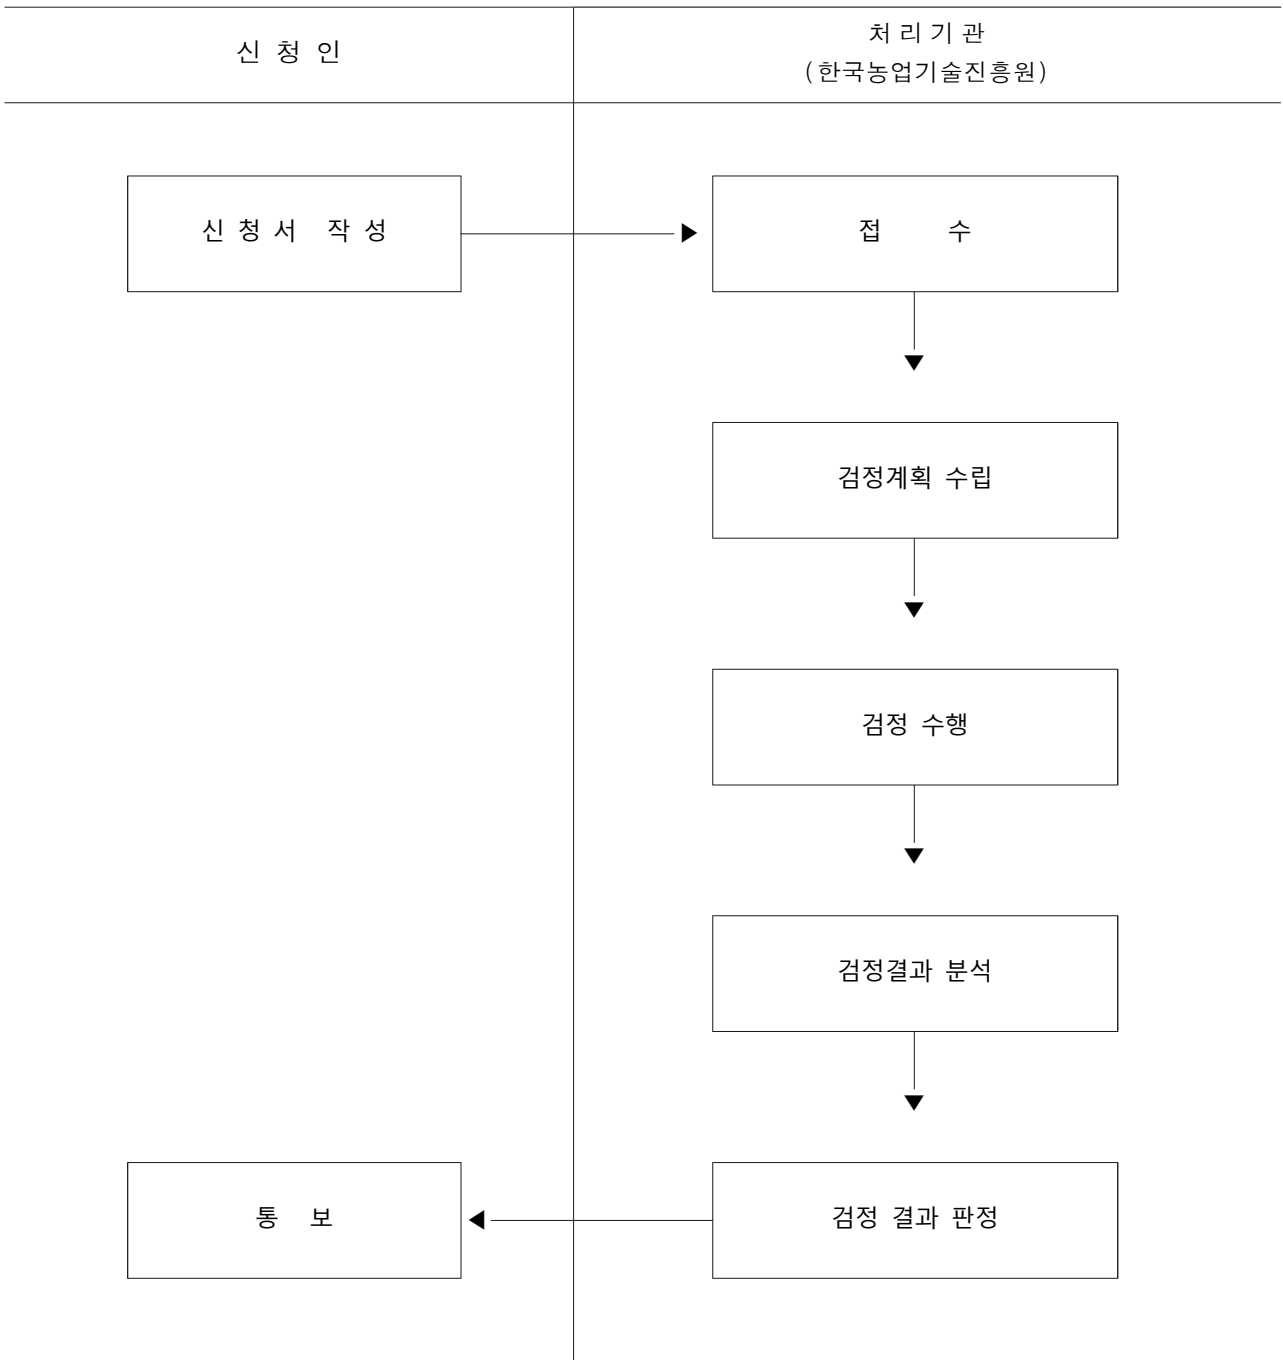 신 청 인
처 리 기 관
(한국농업기술진흥원)
신 청 서 작 성
접 수
검정계획 수립
검정 수행
검정결과 분석
통 보
검정 결과 판정